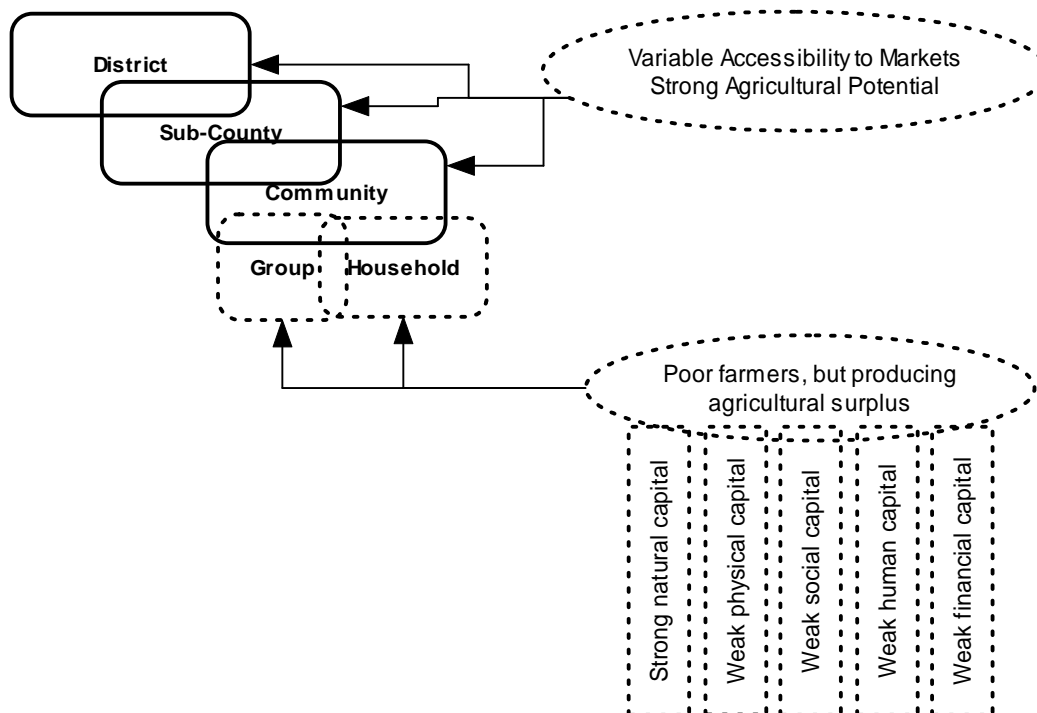 District
Variable Accessibility to Markets
Strong Agricultural Potential
Sub-County
Community
Group
Household
Poor farmers, but producing
agricultural surplus
Strong natural capital
Weak physical capital
Weak social capital
Weak human capital
Weak financial capital